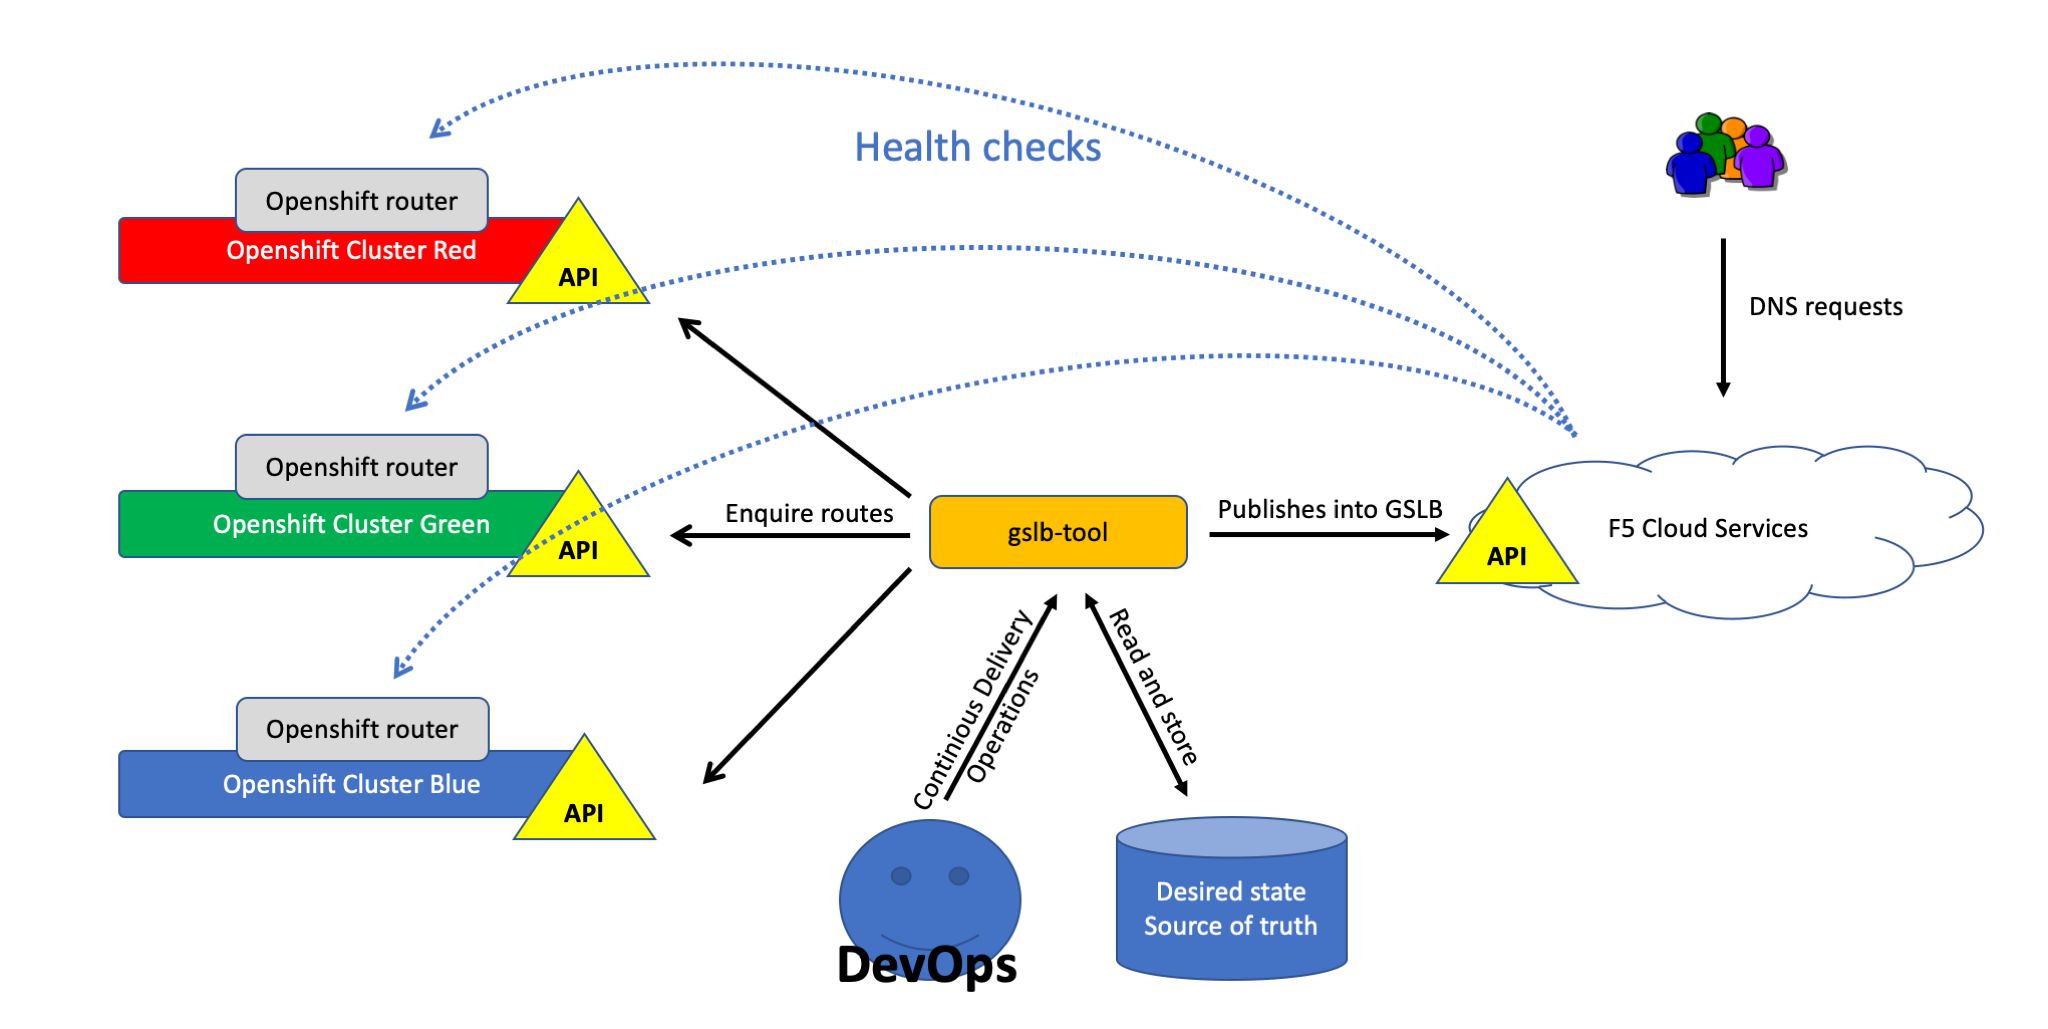 Health checks
Openshift router
Openshift Cluster Red
API
DNS requests
Openshift router
Openshift Cluster Green
API
Enquire routes
gslb-tool
Publishes into GSLB
API
F5 Cloud Services
Continious Delivery
Operations
Read and store
Openshift router
Openshift Cluster Blue
API
DevOps
Desired state
Source of truth